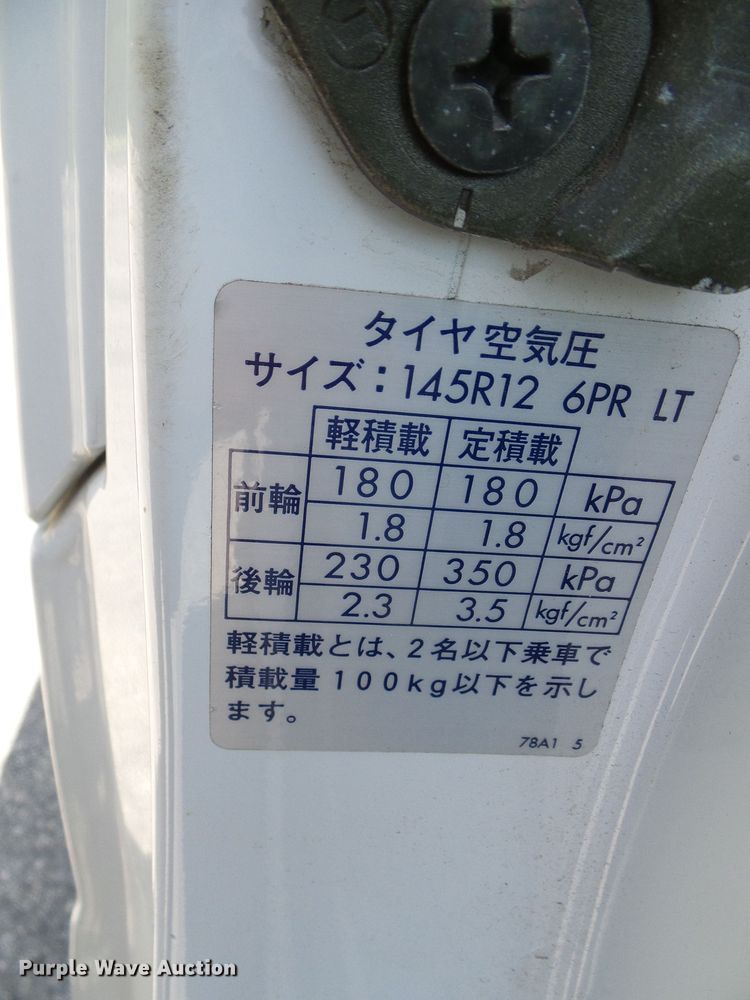 タイヤ空気圧
サイズ：145R12 6PR LT
軽積載 定積載
前輪 180 180 kPa
1.8 1.8 kgf/cm²
後輪 230 350 kPa
2.3 3.5 kgf/cm²
軽積載とは、2名以下乗車で
積載量100kg以下を示し
ます。
78A1 5
Purple Wave Auction